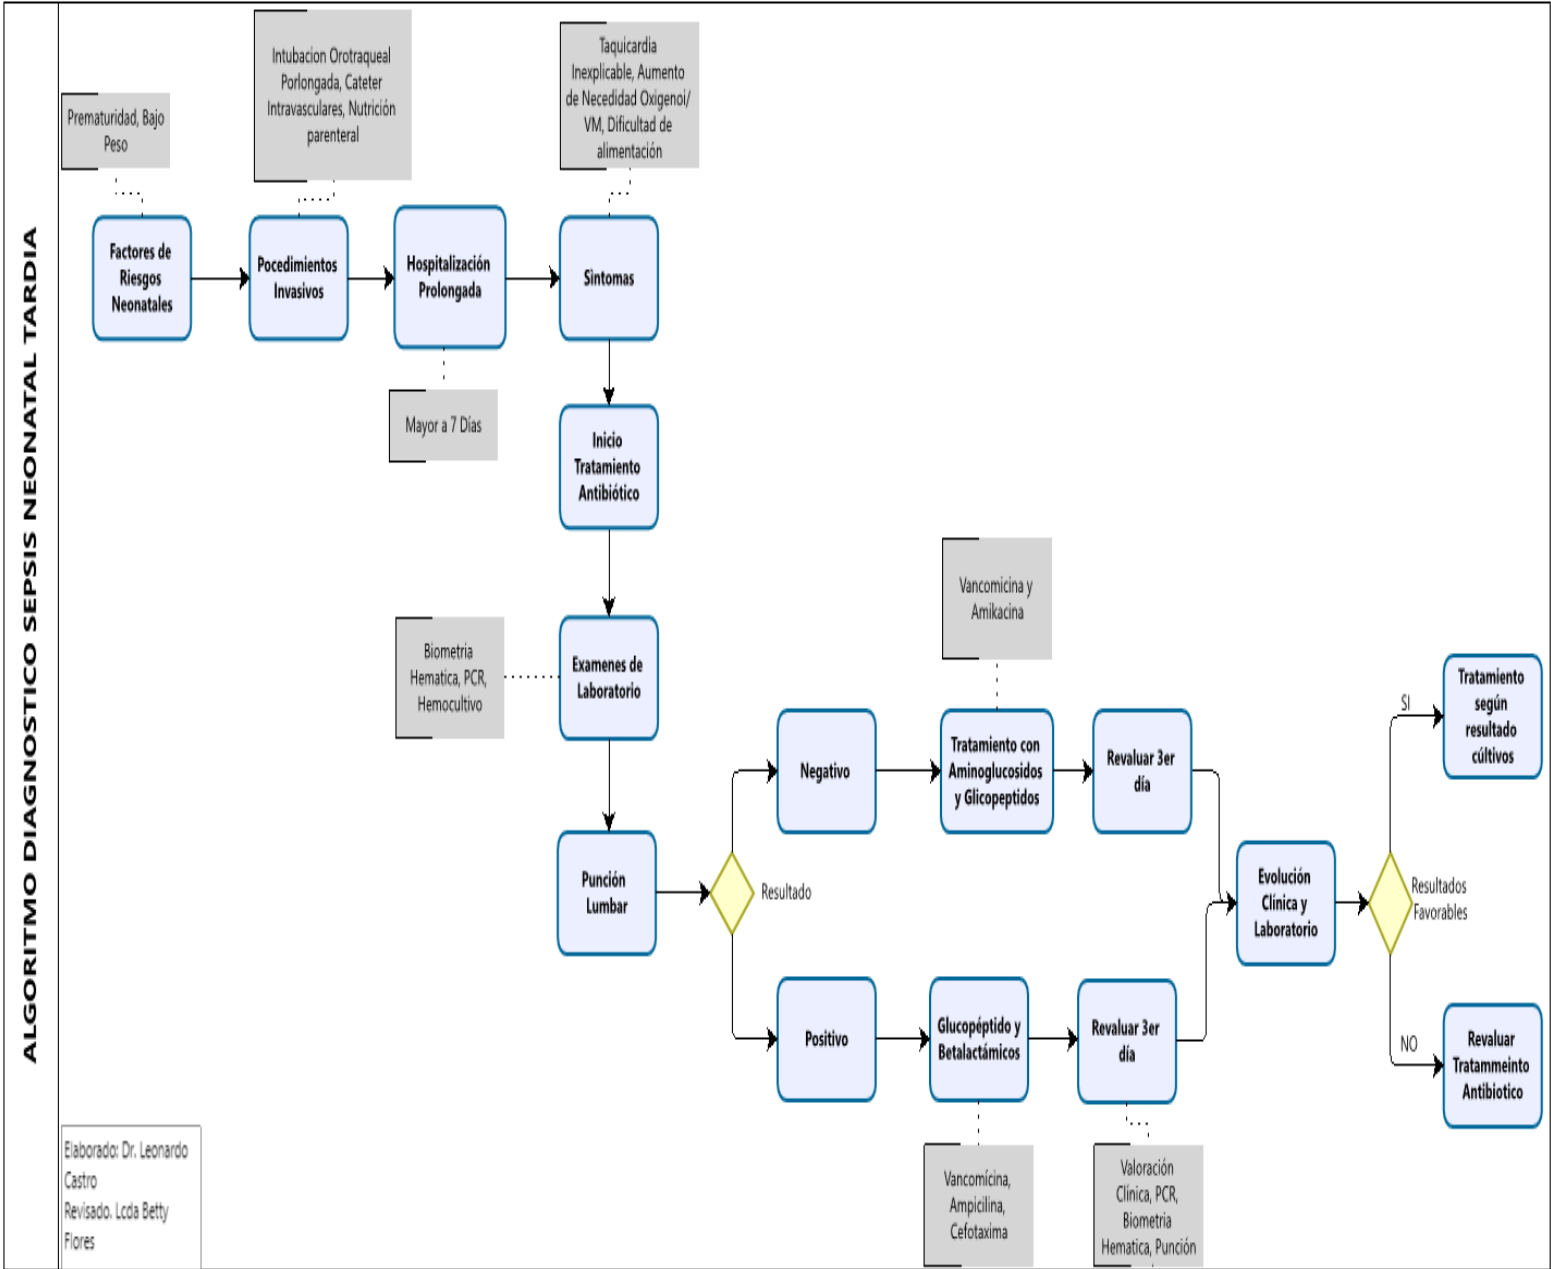 ALGORITMO DIAGNOSTICO SEPSIS NEONATAL TARDIA
Prematuridad, Bajo
Peso
Intubacion Orotraqueal
Porlongada, Cateter
Intravasculares, Nutrición
parenteral
Taquicardia
Inexplicable, Aumento
de Necedidad Oxigenoi/
VM, Dificultad de
alimentación
Factores de
Riesgos
Neonatales
Pocedimientos
Invasivos
Hospitalización
Prolongada
Sìntomas
Mayor a 7 Días
Inicio
Tratamiento
Antibiótico
Biometria
Hematica, PCR,
Hemocultivo
Examenes de
Laboratorio
Punción
Lumbar
Resultado
Negativo
Vancomicina y
Amikacina
Tratamiento con
Aminoglucosidos
y Glicopeptidos
Revaluar 3er
día
Positivo
Glucopéptido y
Betalactámicos
Revaluar 3er
día
Vancomícina,
Ampicilina,
Cefotaxima
Valoración
Clínica, PCR,
Biometria
Hematica, Punción
Evolución
Clínica y
Laboratorio
Resultados
Favorables
SI
Tratamiento
según
resultado
cúltivos
NO
Revaluar
Tratammeinto
Antibiotico
Elaborado: Dr. Leonardo
Castro
Revisado. Lcda Betty
Flores